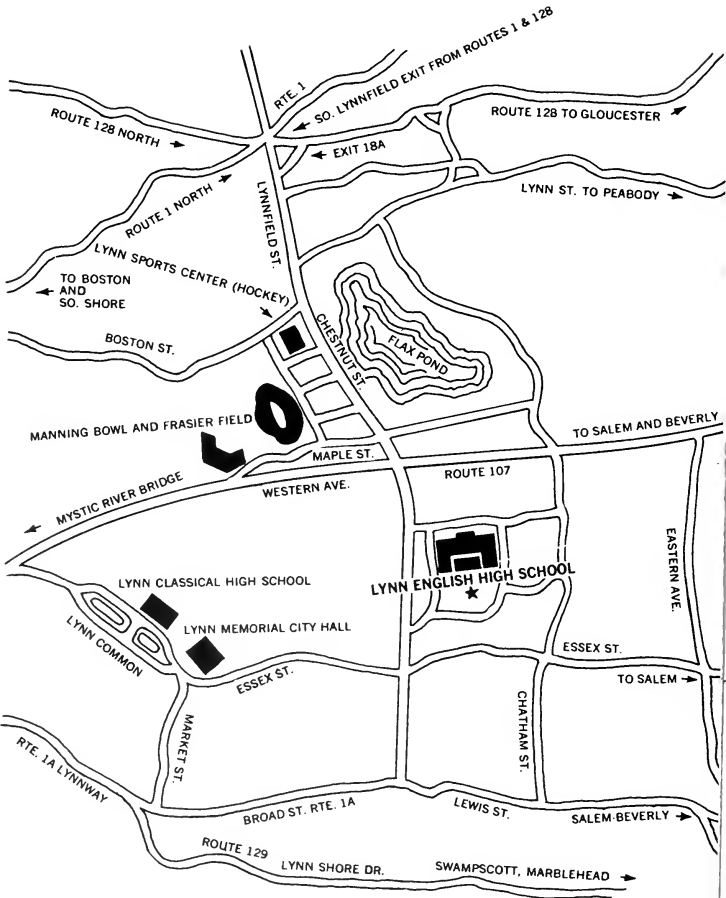 RTE. 1
SO. LYNNFIELD EXIT FROM ROUTES 1 & 128
ROUTE 128 NORTH
ROUTE 128 TO GLOUCESTER
EXIT 18A
ROUTE 1 NORTH
LYNNFIELD ST.
LYNN ST. TO PEABODY
LYNN SPORTS CENTER (HOCKEY)
TO BOSTON
AND
SO. SHORE
BOSTON ST.
CHESTNUT ST.
FLAX POND
MANNING BOWL AND FRASIER FIELD
TO SALEM AND BEVERLY
MAPLE ST.
ROUTE 107
MYSTIC RIVER BRIDGE
WESTERN AVE.
EASTERN AVE.
LYNN CLASSICAL HIGH SCHOOL
LYNN ENGLISH HIGH SCHOOL
LYNN MEMORIAL CITY HALL
LYNN COMMON
ESSEX ST.
ESSEX ST.
TO SALEM
MARKET ST.
CHATHAM ST.
RTE. 1A LYNNWAY
BROAD ST. RTE. 1A
LEWIS ST.
SALEM-BEVERLY
ROUTE 129
LYNN SHORE DR.
SWAMPSCOTT, MARBLEHEAD